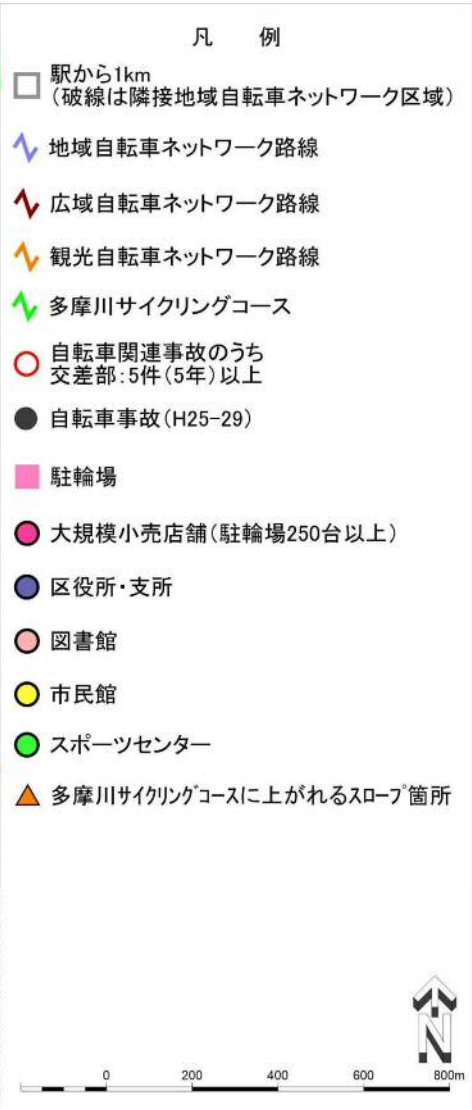 凡　例
駅から1km
（破線は隣接地域自転車ネットワーク区域）
地域自転車ネットワーク路線
広域自転車ネットワーク路線
観光自転車ネットワーク路線
多摩川サイクリングコース
自転車関連事故のうち
交差部：5件（5年）以上
自転車事故（H25-29）
駐輪場
大規模小売店舗（駐輪場250台以上）
区役所・支所
図書館
市民館
スポーツセンター
多摩川ｻｲｸﾘﾝｸﾞｺｰｽに上がれるｽﾛｰﾌﾟ箇所
N
0 200 400 600 800m